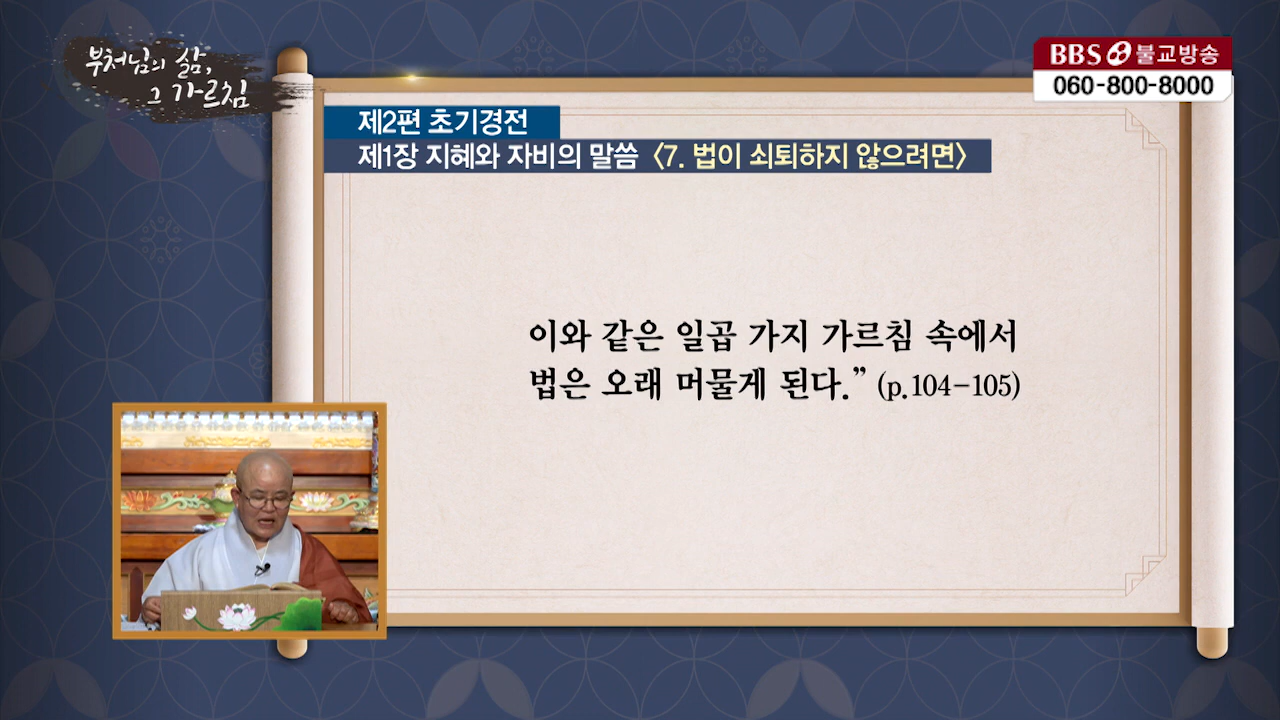 부처님의 삶,
그 가르침
BBS 불교방송
060-800-8000
제2편 초기경전
제1장 지혜와 자비의 말씀 〈7. 법이 쇠퇴하지 않으려면〉
이와 같은 일곱 가지 가르침 속에서
법은 오래 머물게 된다.” (p.104-105)